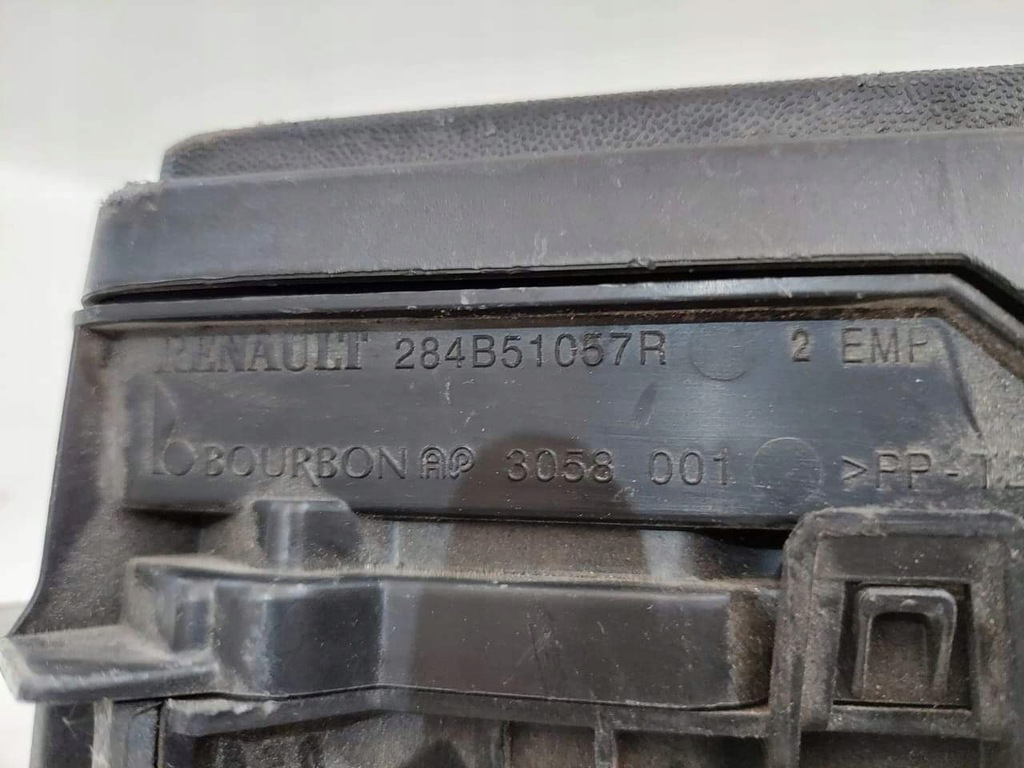 RENAULT 284B51057R 2 EMP
b BOURBON AP 3058 001 >PP-T